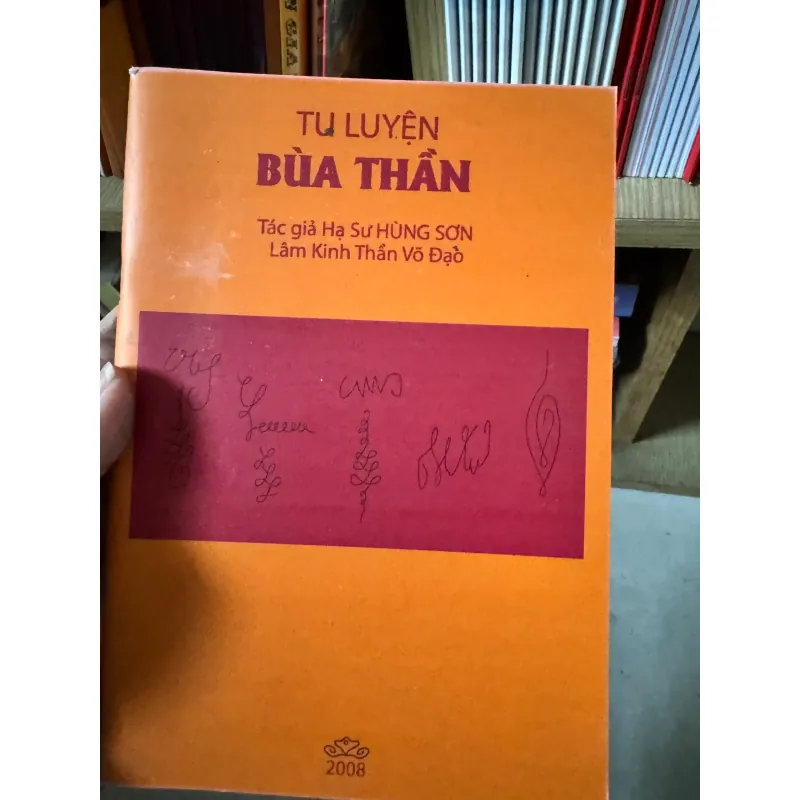 TU LUYỆN
BÙA THẦN
Tác giả Hạ Sư HÙNG SƠN
Lâm Kinh Thần Võ Đạo
2008